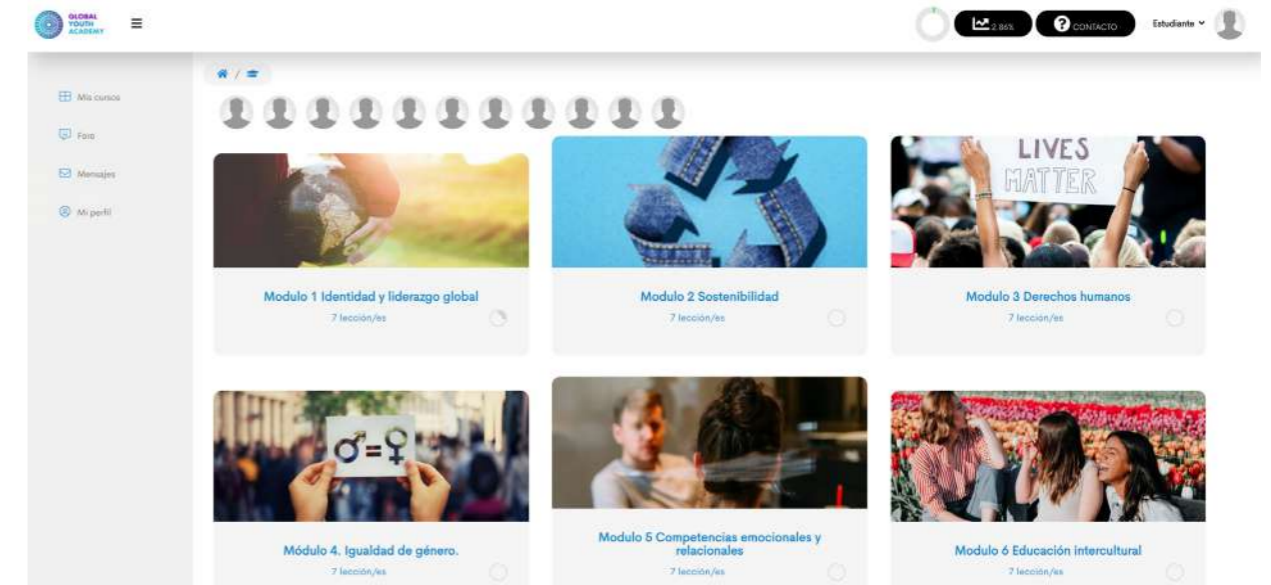 GLOBAL
YOUTH
ACADEMY
2.86%
CONTACTO
Estudiante
/
Mis cursos
Foro
Mensajes
Mi perfil
LIVES
MATTER
Modulo 1 Identidad y liderazgo global
7 lección/es
Modulo 2 Sostenibilidad
7 lección/es
Modulo 3 Derechos humanos
7 lección/es
=
Módulo 4. Igualdad de género.
7 lección/es
Modulo 5 Competencias emocionales y
relacionales
7 lección/es
Modulo 6 Educación intercultural
7 lección/es